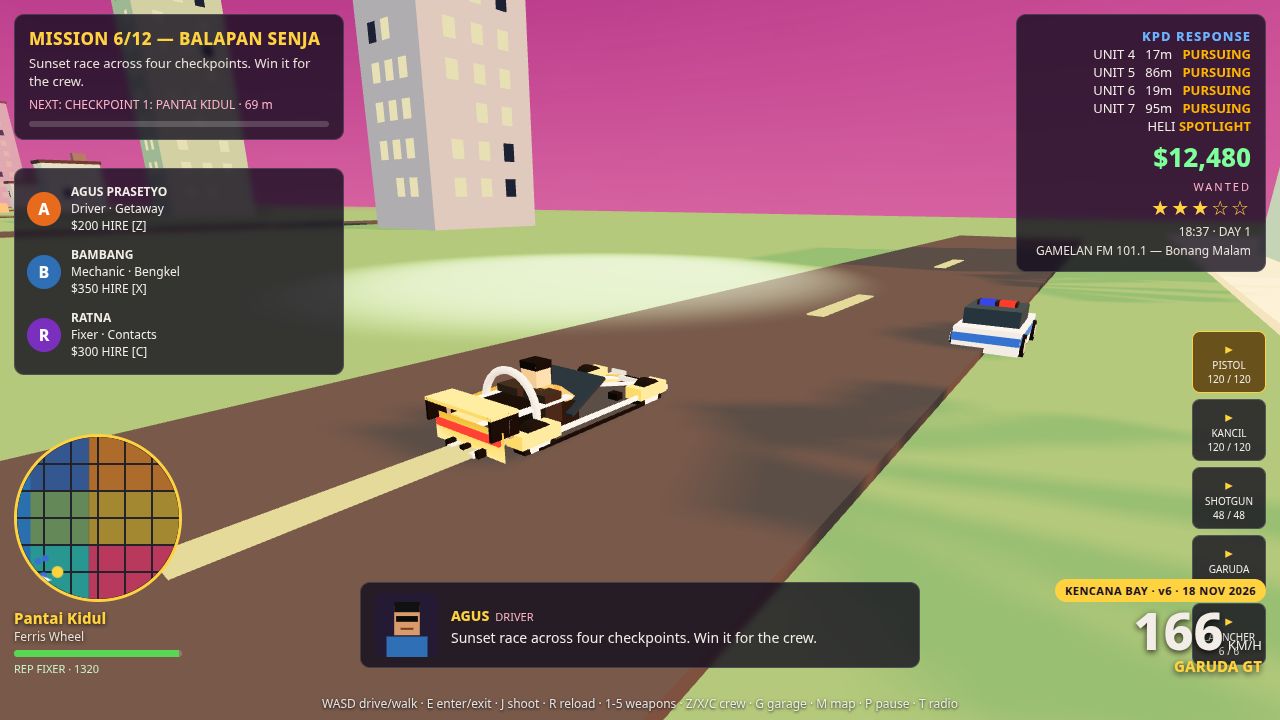 MISSION 6/12 — BALAPAN SENJA
Sunset race across four checkpoints. Win it for
the crew.
NEXT: CHECKPOINT 1: PANTAI KIDUL · 69 m
A
AGUS PRASETYO
Driver · Getaway
$200 HIRE [Z]
B
BAMBANG
Mechanic · Bengkel
$350 HIRE [X]
R
RATNA
Fixer · Contacts
$300 HIRE [C]
Pantai Kidul
Ferris Wheel
REP FIXER · 1320
KPD RESPONSE
UNIT 4 17m PURSUING
UNIT 5 86m PURSUING
UNIT 6 19m PURSUING
UNIT 7 95m PURSUING
HELI SPOTLIGHT
$12,480
WANTED
★★★☆☆
18:37 · DAY 1
GAMELAN FM 101.1 — Bonang Malam
PISTOL
120 / 120
KANCIL
120 / 120
SHOTGUN
48 / 48
GARUDA
KENCANA BAY · v6 · 18 NOV 2026
166 KM/H
GARUDA GT
AGUS DRIVER
Sunset race across four checkpoints. Win it for the crew.
WASD drive/walk · E enter/exit · J shoot · R reload · 1-5 weapons · Z/X/C crew · G garage · M map · P pause · T radio